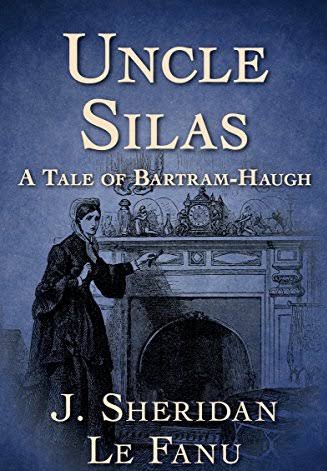 Uncle
Silas
A Tale of Bartram-Haugh
J. Sheridan
Le Fanu